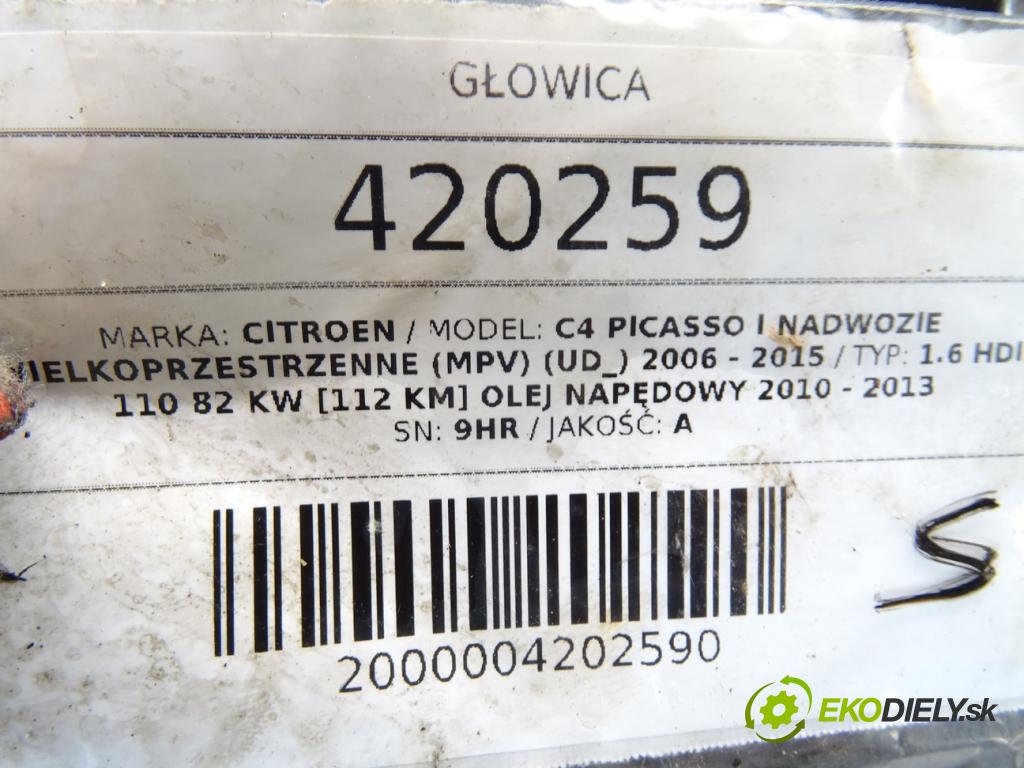 GŁOWICA
420259
MARKA: CITROEN / MODEL: C4 PICASSO I NADWOZIE
IELKOPRZESTRZENNE (MPV) (UD_) 2006 - 2015 / TYP: 1.6 HDI
110 82 KW [112 KM] OLEJ NAPĘDOWY 2010 - 2013
SN: 9HR / JAKOŚĆ: A
S
2000004202590
EKODIELY.sk